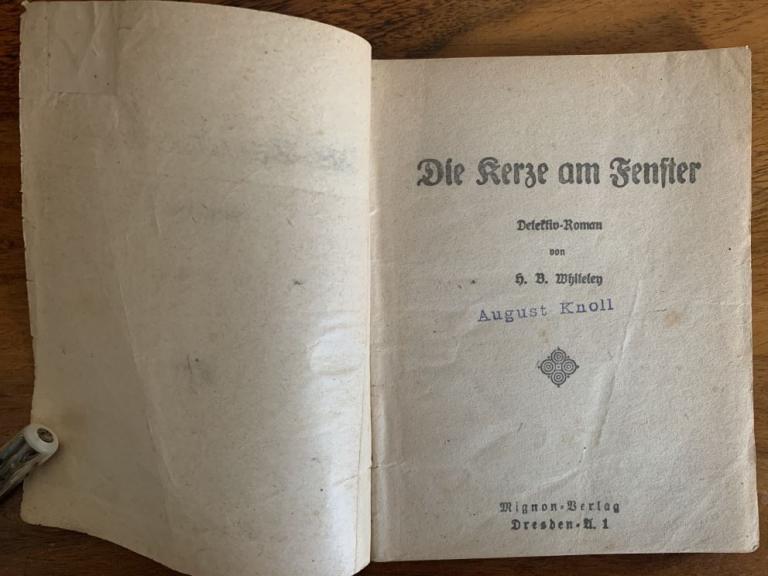 Die Kerze am Fenster
Detektiv-Roman
von
H. B. Whiteley
August Knoll
Mignon-Verlag
Dresden-A. 1